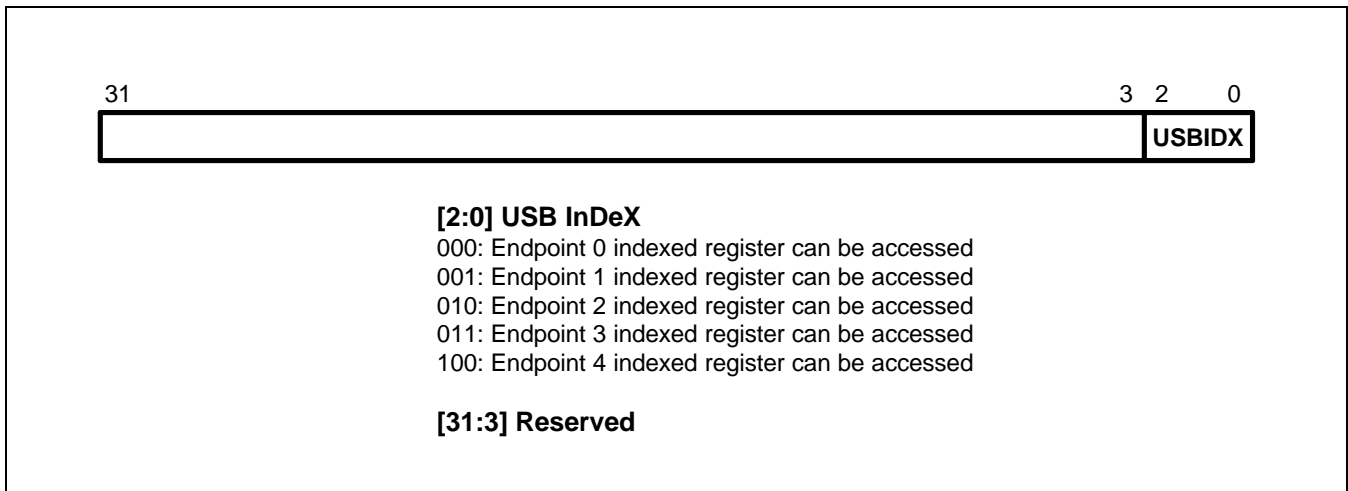 31 3 2 0
USBIDX
[2:0] USB InDeX
000: Endpoint 0 indexed register can be accessed
001: Endpoint 1 indexed register can be accessed
010: Endpoint 2 indexed register can be accessed
011: Endpoint 3 indexed register can be accessed
100: Endpoint 4 indexed register can be accessed
[31:3] Reserved